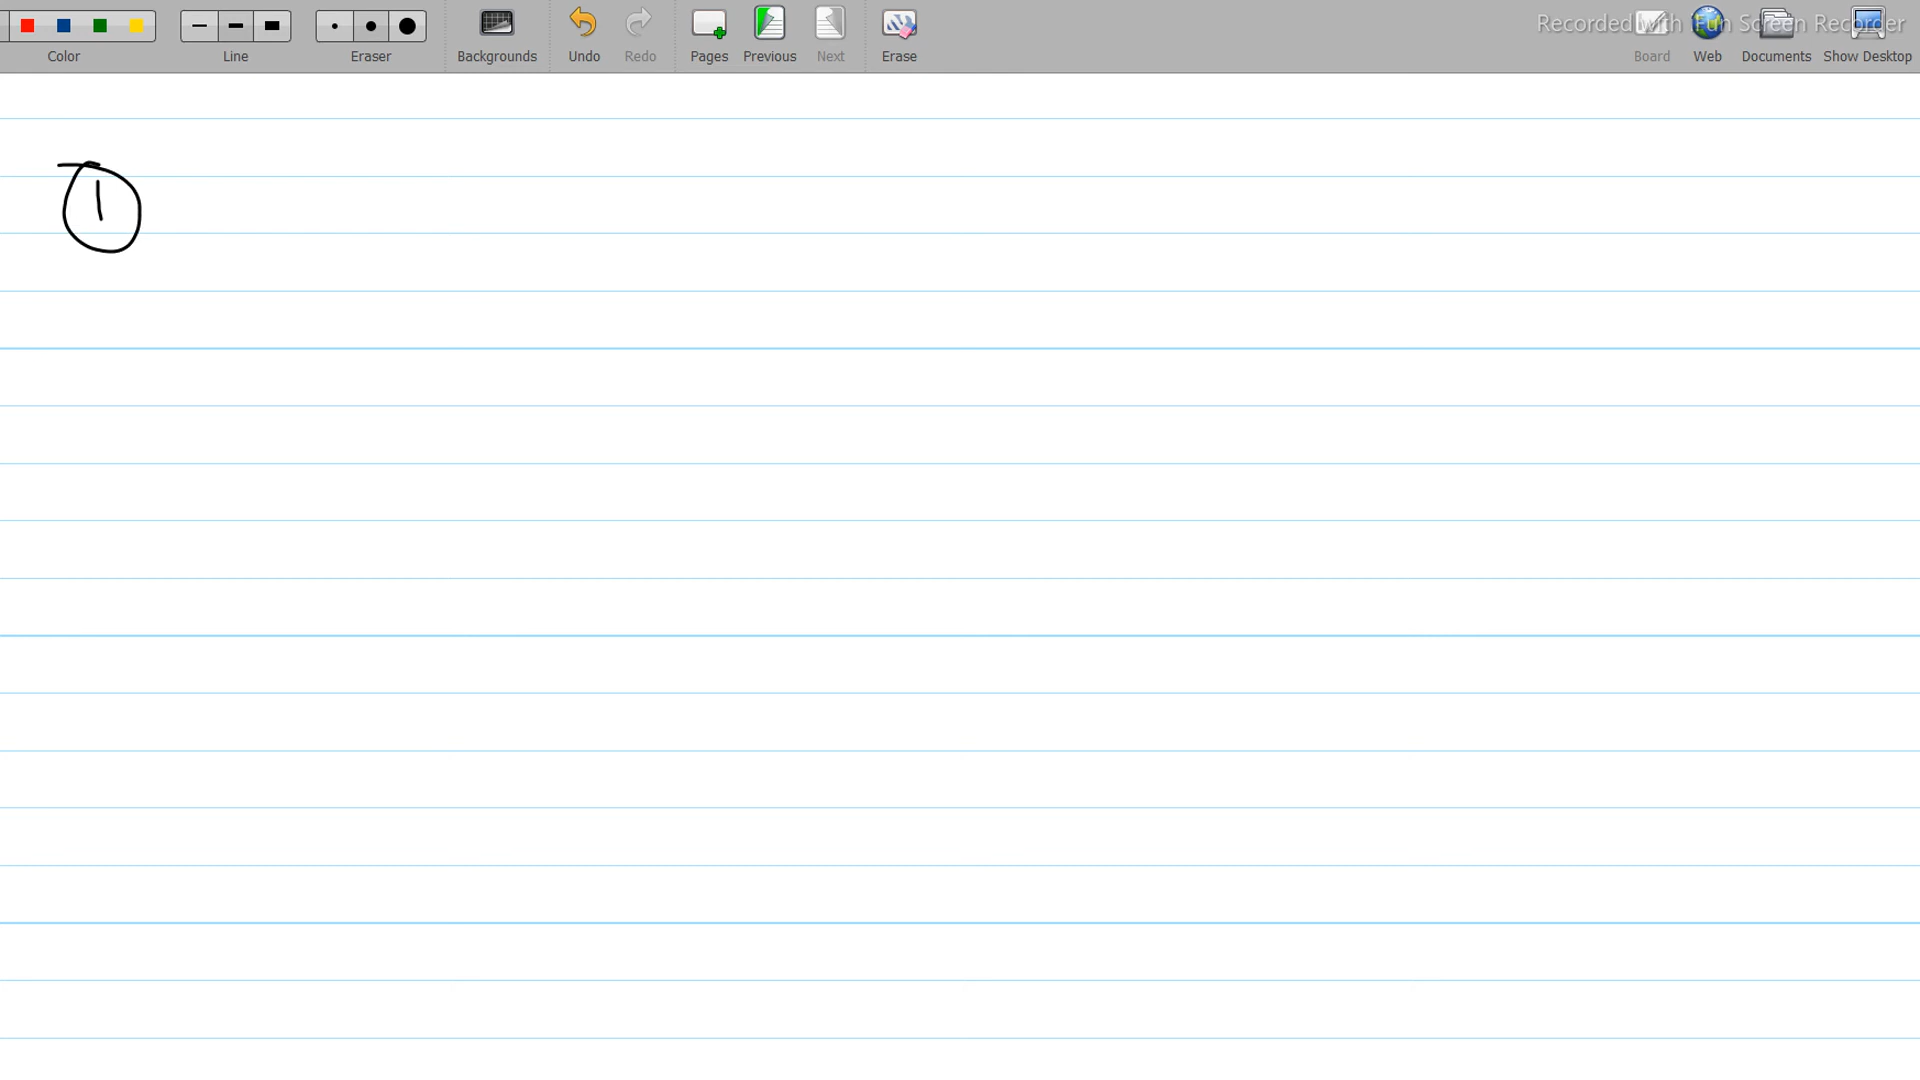 Color Line Eraser Backgrounds Undo Redo Pages Previous Next Erase Board Web Documents Show Desktop
Recorded with iFun Screen Recorder
①